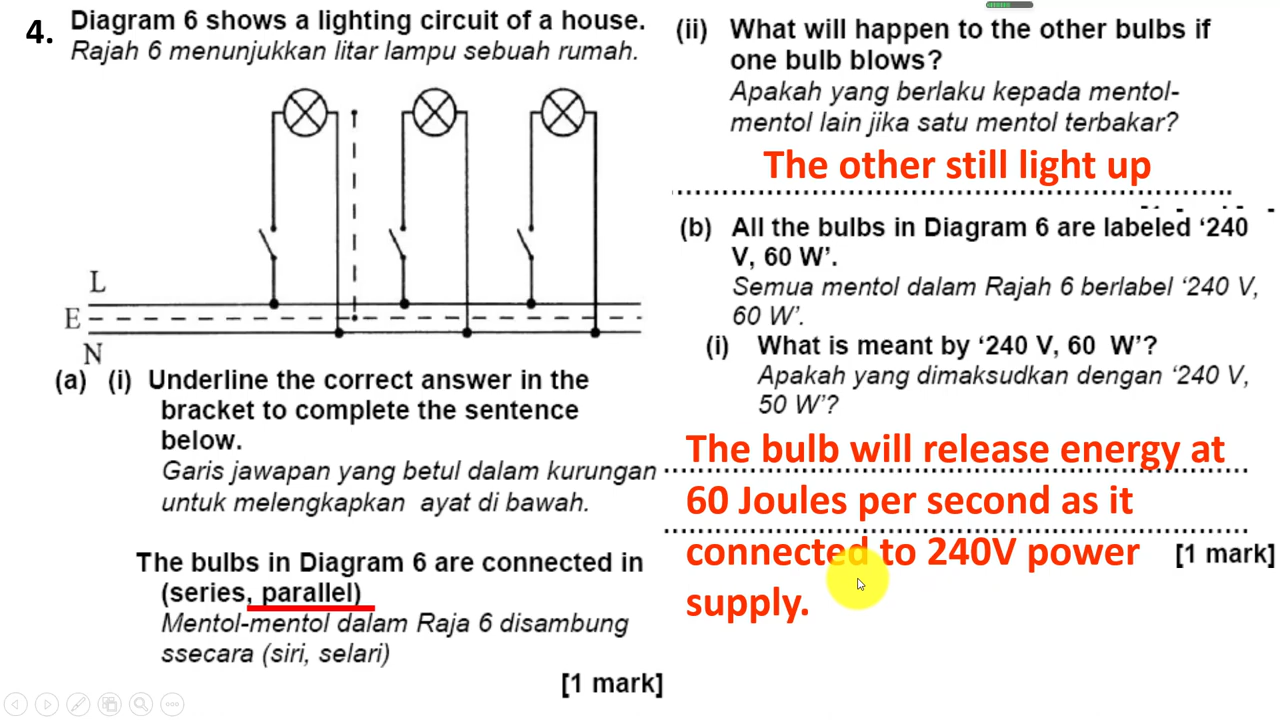 4.
Diagram 6 shows a lighting circuit of a house.
Rajah 6 menunjukkan litar lampu sebuah rumah.
L
E
N
(a) (i) Underline the correct answer in the
bracket to complete the sentence
below.
Garis jawapan yang betul dalam kurungan
untuk melengkapkan ayat di bawah.
The bulbs in Diagram 6 are connected in
(series, parallel)
Mentol-mentol dalam Raja 6 disambung
ssecara (siri, selari)
[1 mark]
(ii) What will happen to the other bulbs if
one bulb blows?
Apakah yang berlaku kepada mentol-
mentol lain jika satu mentol terbakar?
The other still light up
(b) All the bulbs in Diagram 6 are labeled ‘240
V, 60 W’.
Semua mentol dalam Rajah 6 berlabel ‘240 V,
60 W’.
(i) What is meant by ‘240 V, 60 W’?
Apakah yang dimaksudkan dengan ‘240 V,
50 W’?
The bulb will release energy at
60 Joules per second as it
connected to 240V power
supply.
[1 mark]